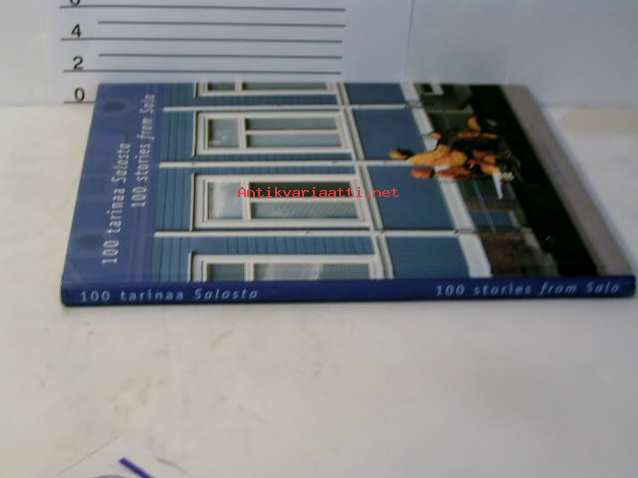 6
4
2
0
100 tarinaa Salosta
100 stories from Salo
Antikvariaatti.net
100 tarinaa Salosta 100 stories from Salo